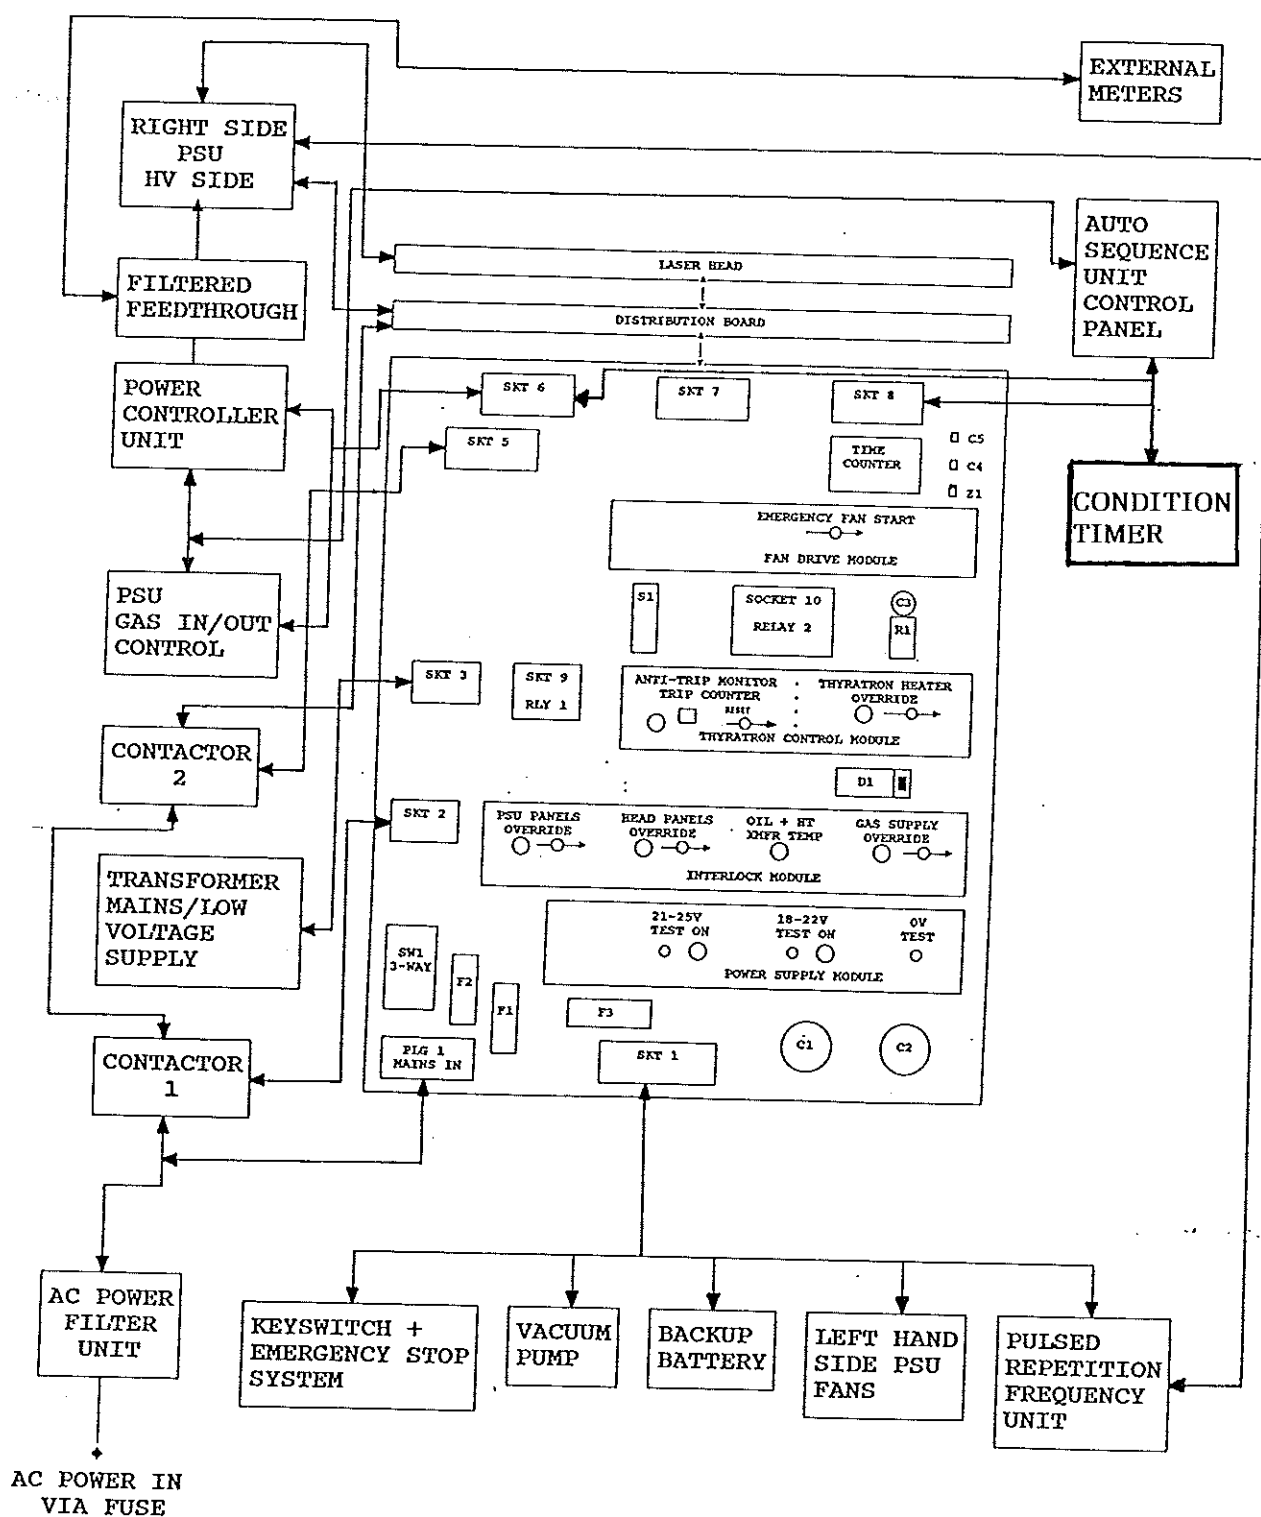 EXTERNAL
METERS
RIGHT SIDE
PSU
HV SIDE
AUTO
SEQUENCE
UNIT
CONTROL
PANEL
FILTERED
FEEDTHROUGH
LASER HEAD
DISTRIBUTION BOARD
POWER
CONTROLLER
UNIT
SKT 6
SKT 7
SKT 8
SKT 5
TIME
COUNTER
C5
C4
Z1
CONDITION
TIMER
EMERGENCY FAN START
FAN DRIVE MODULE
PSU
GAS IN/OUT
CONTROL
S1
SOCKET 10
RELAY 2
C3
R1
SKT 3
SKT 9
RLY 1
ANTI-TRIP MONITOR
TRIP COUNTER
RESET
THYRATRON HEATER
OVERRIDE
THYRATRON CONTROL MODULE
CONTACTOR
2
D1
SKT 2
PSU PANELS
OVERRIDE
HEAD PANELS
OVERRIDE
OIL + HT
XMFR TEMP
GAS SUPPLY
OVERRIDE
INTERLOCK MODULE
TRANSFORMER
MAINS/LOW
VOLTAGE
SUPPLY
21-25V
TEST ON
18-22V
TEST ON
0V
TEST
POWER SUPPLY MODULE
SW1
3-WAY
F2
F1
F3
C1
C2
PLG 1
MAINS IN
SKT 1
CONTACTOR
1
AC POWER
FILTER
UNIT
KEYSWITCH +
EMERGENCY STOP
SYSTEM
VACUUM
PUMP
BACKUP
BATTERY
LEFT HAND
SIDE PSU
FANS
PULSED
REPETITION
FREQUENCY
UNIT
AC POWER IN
VIA FUSE